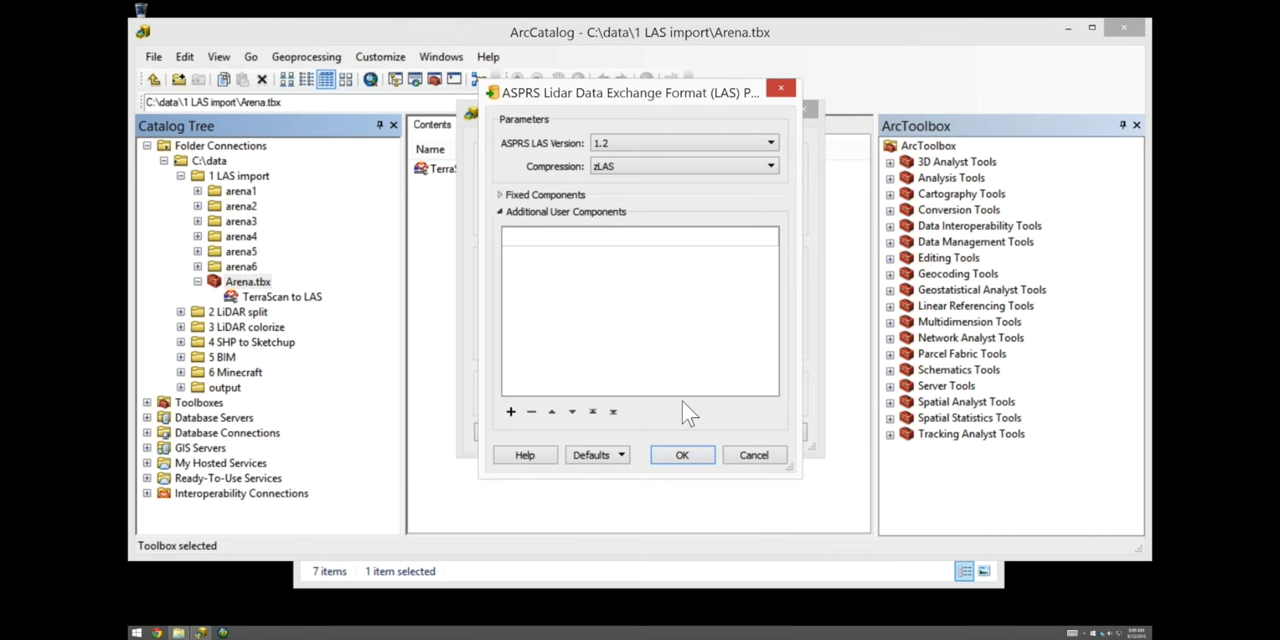 ArcCatalog - C:\data\1 LAS import\Arena.tbx
File Edit View Go Geoprocessing Customize Windows Help
C:\data\1 LAS import\Arena.tbx
Catalog Tree
Folder Connections
C:\data
1 LAS import
arena1
arena2
arena3
arena4
arena5
arena6
Arena.tbx
TerraScan to LAS
2 LiDAR split
3 LiDAR colorize
4 SHP to Sketchup
5 BIM
6 Minecraft
output
Toolboxes
Database Servers
Database Connections
GIS Servers
My Hosted Services
Ready-To-Use Services
Interoperability Connections
Toolbox selected
Contents
Name
TerraS
ASPRS Lidar Data Exchange Format (LAS) P...
Parameters
ASPRS LAS Version: 1.2
Compression: zLAS
Fixed Components
Additional User Components
Help Defaults OK Cancel
ArcToolbox
ArcToolbox
3D Analyst Tools
Analysis Tools
Cartography Tools
Conversion Tools
Data Interoperability Tools
Data Management Tools
Editing Tools
Geocoding Tools
Geostatistical Analyst Tools
Linear Referencing Tools
Multidimension Tools
Network Analyst Tools
Parcel Fabric Tools
Schematics Tools
Server Tools
Spatial Analyst Tools
Spatial Statistics Tools
Tracking Analyst Tools
7 items 1 item selected